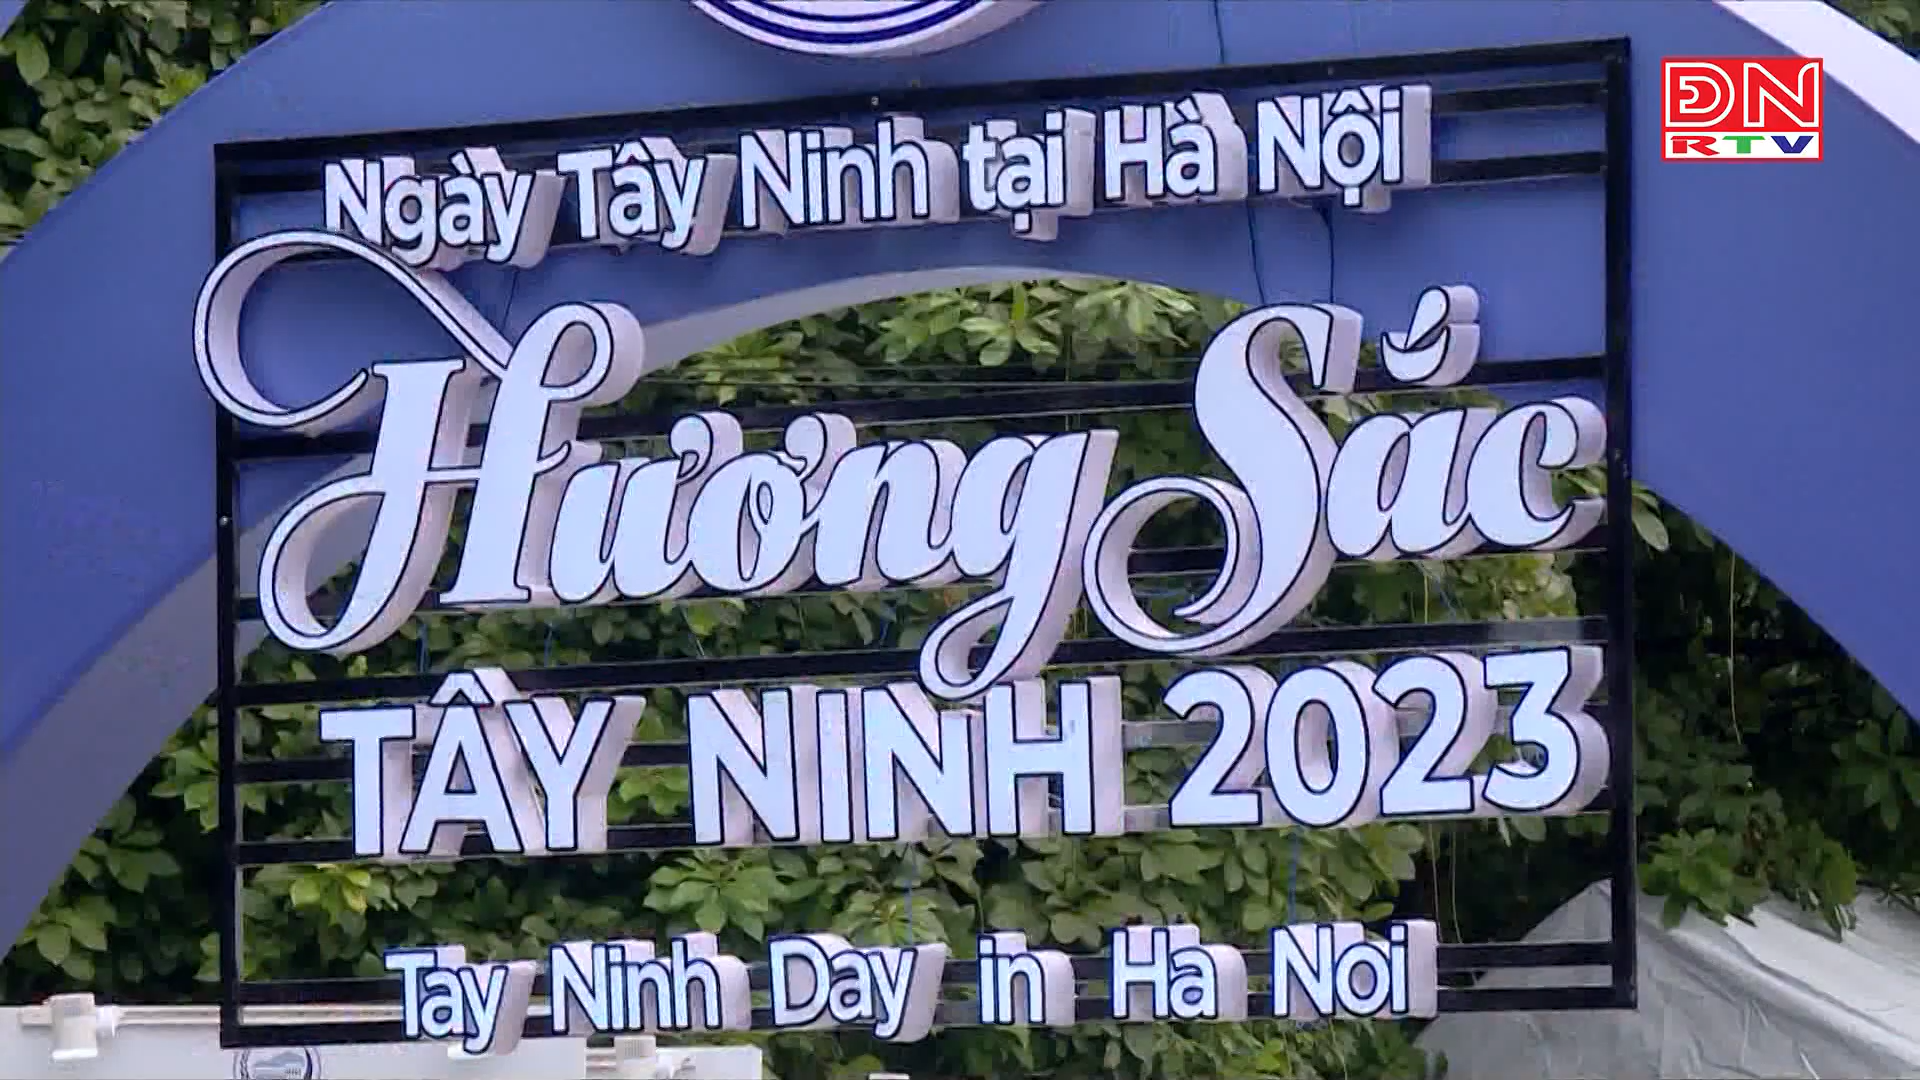 ĐN
RTV
Ngày Tây Ninh tại Hà Nội
Hương Sắc
TÂY NINH 2023
Tay Ninh Day in Ha Noi